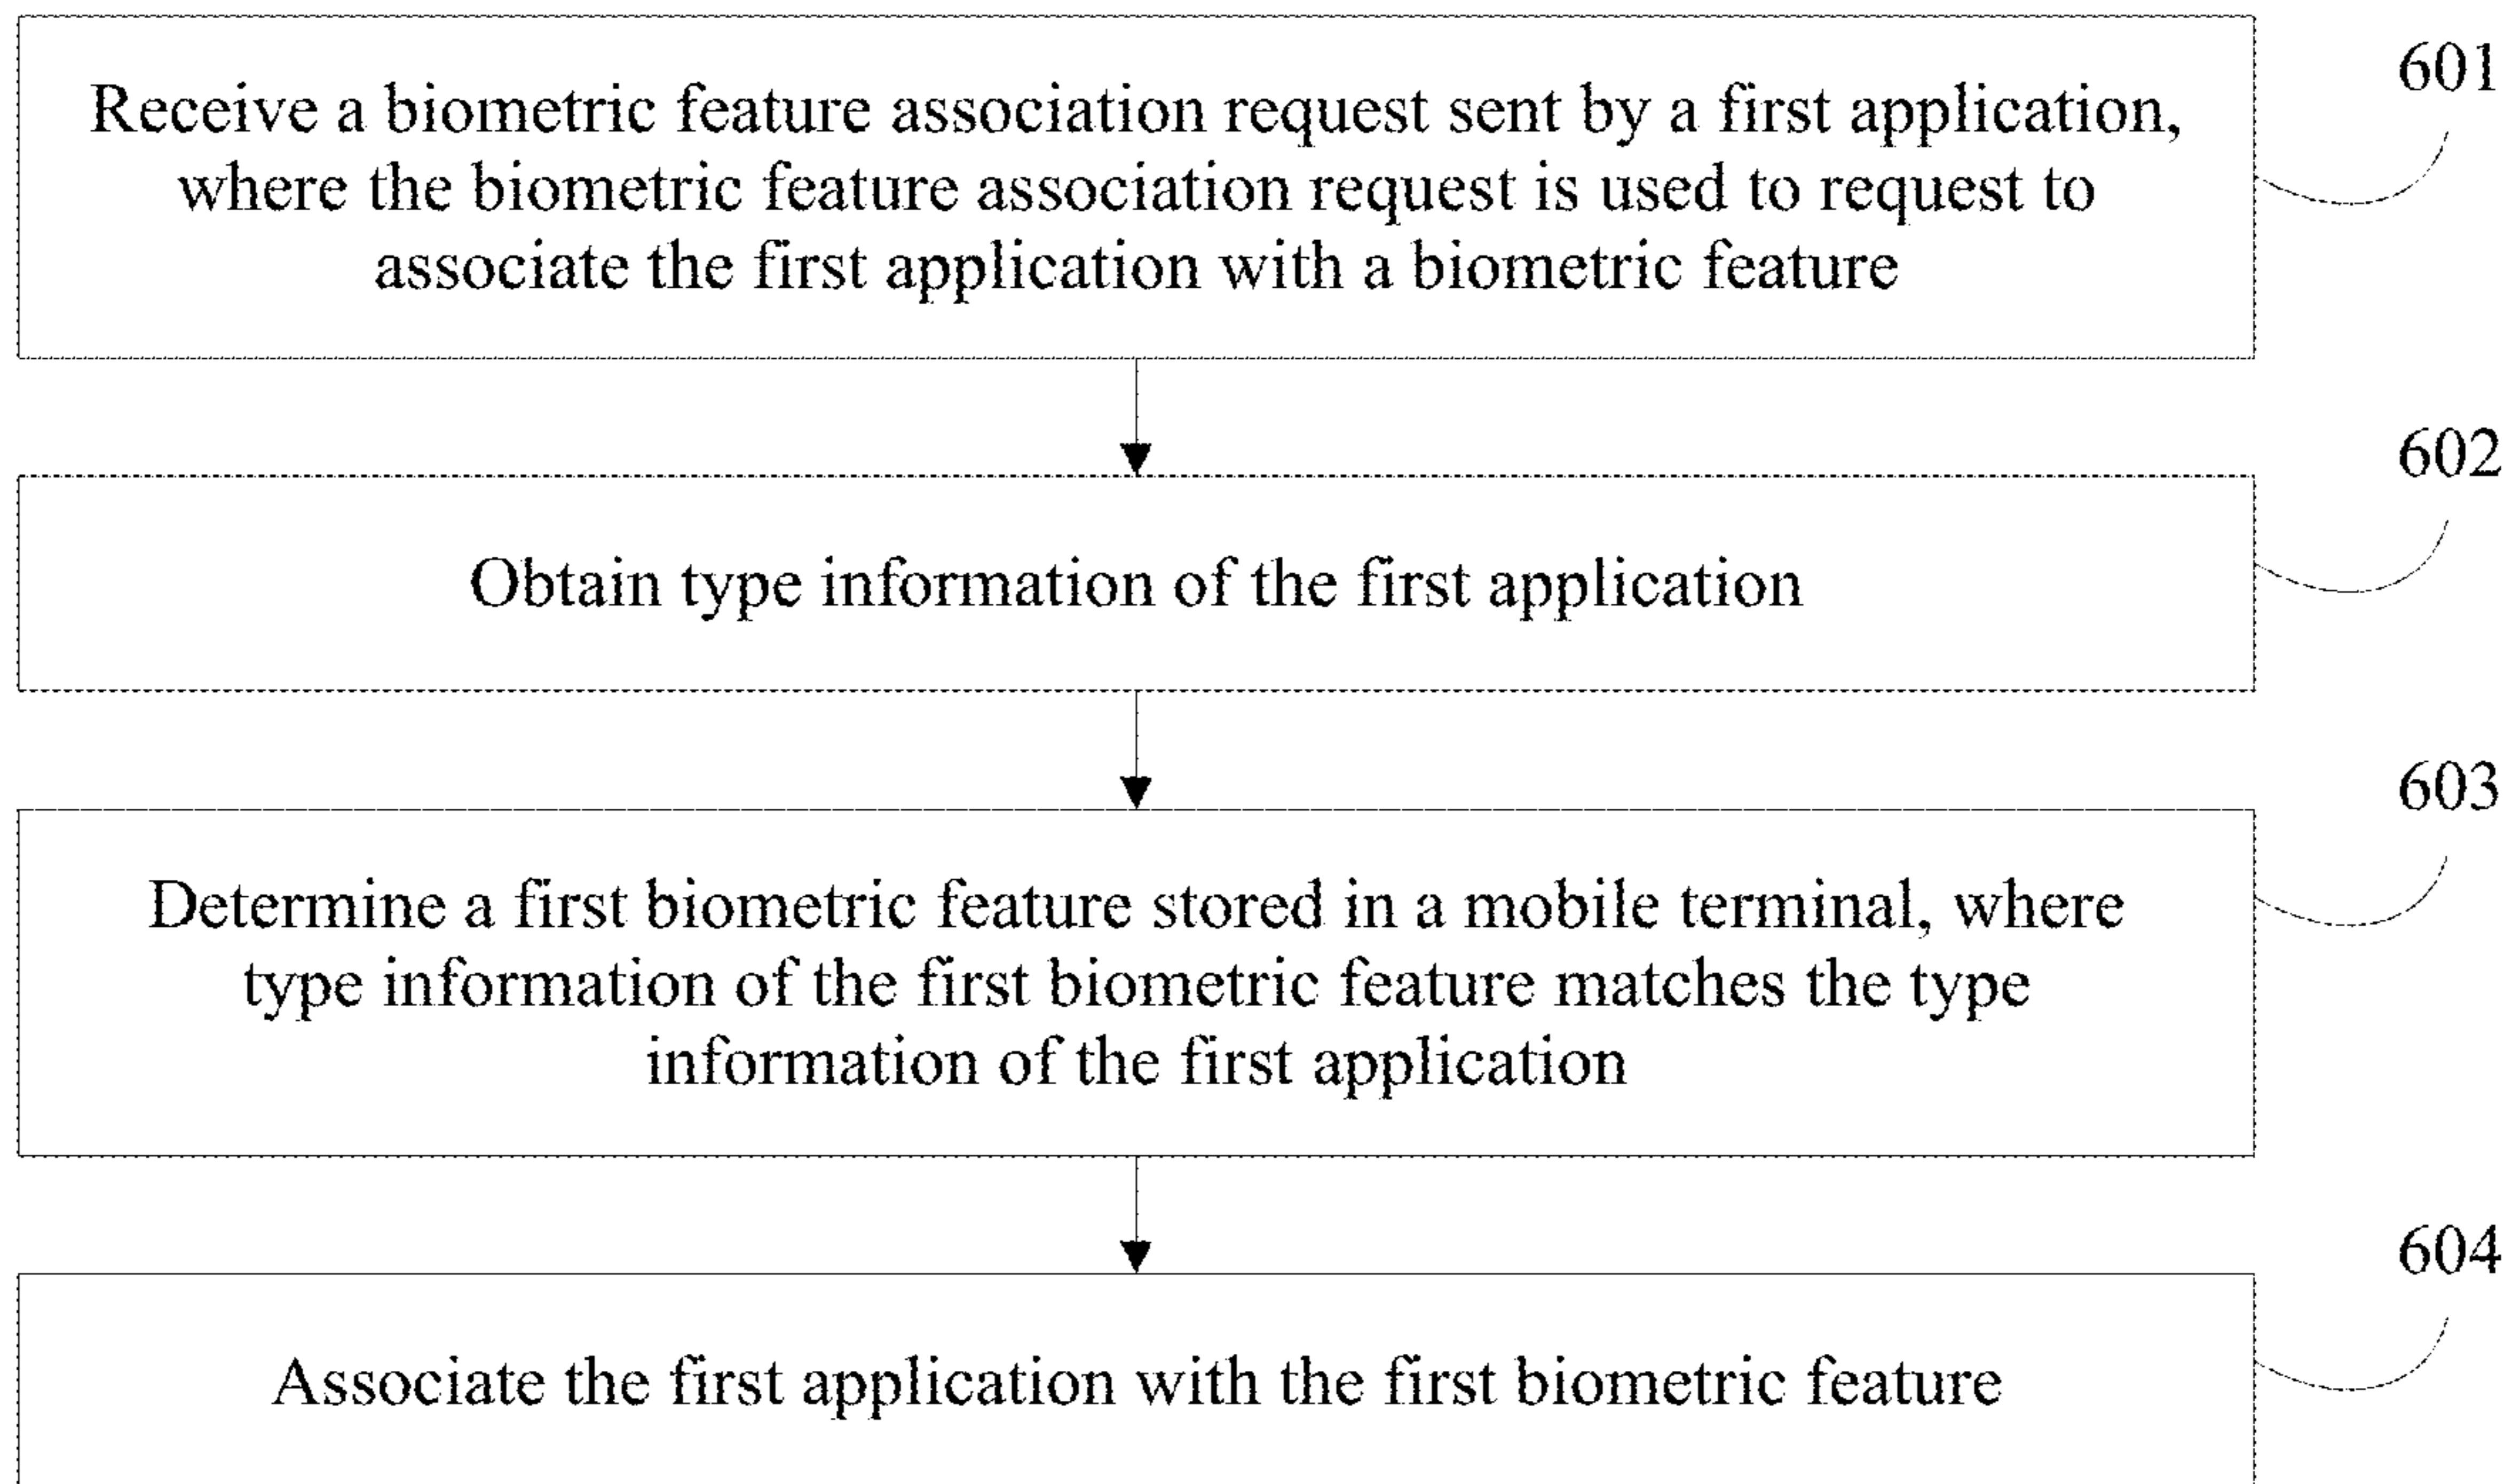 Receive a biometric feature association request sent by a first application,
where the biometric feature association request is used to request to
associate the first application with a biometric feature
601
Obtain type information of the first application
602
Determine a first biometric feature stored in a mobile terminal, where
type information of the first biometric feature matches the type
information of the first application
603
Associate the first application with the first biometric feature
604